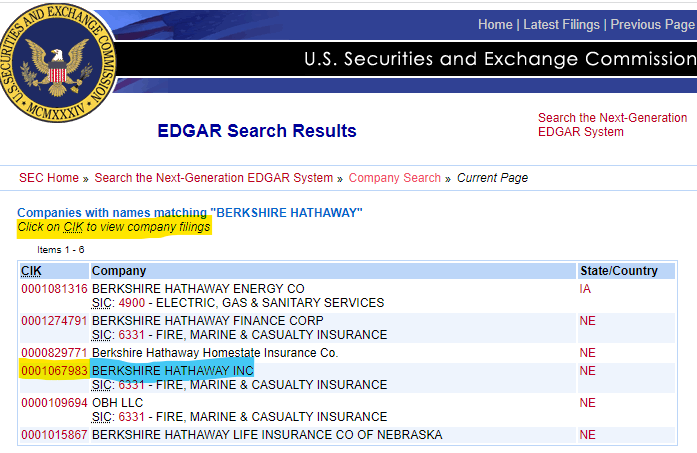 U.S. SECURITIES AND EXCHANGE COMMISSION
MCMXXXIV
Home | Latest Filings | Previous Page
U.S. Securities and Exchange Commission
EDGAR Search Results
Search the Next-Generation
EDGAR System
SEC Home » Search the Next-Generation EDGAR System » Company Search » Current Page
Companies with names matching "BERKSHIRE HATHAWAY"
Click on CIK to view company filings
Items 1 - 6
CIK Company State/Country
0001081316 BERKSHIRE HATHAWAY ENERGY CO IA
SIC: 4900 - ELECTRIC, GAS & SANITARY SERVICES
0001274791 BERKSHIRE HATHAWAY FINANCE CORP NE
SIC: 6331 - FIRE, MARINE & CASUALTY INSURANCE
0000829771 Berkshire Hathaway Homestate Insurance Co. NE
0001067983 BERKSHIRE HATHAWAY INC NE
SIC: 6331 - FIRE, MARINE & CASUALTY INSURANCE
0000109694 OBH LLC NE
SIC: 6331 - FIRE, MARINE & CASUALTY INSURANCE
0001015867 BERKSHIRE HATHAWAY LIFE INSURANCE CO OF NEBRASKA NE